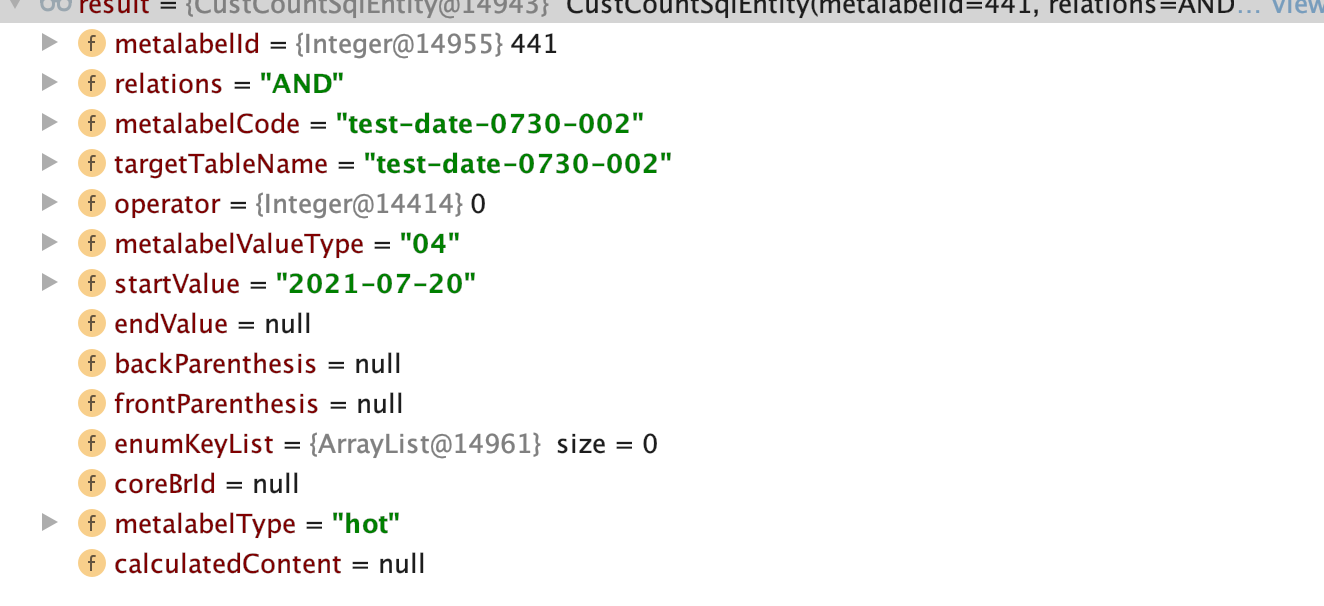 result = {CustCountSqlEntity@14943} "CustCountSqlEntity(metalabelId=441, relations=AND... View
f metalabelId = {Integer@14955} 441
f relations = "AND"
f metalabelCode = "test-date-0730-002"
f targetTableName = "test-date-0730-002"
f operator = {Integer@14414} 0
f metalabelValueType = "04"
f startValue = "2021-07-20"
f endValue = null
f backParenthesis = null
f frontParenthesis = null
f enumKeyList = {ArrayList@14961} size = 0
f coreBrId = null
f metalabelType = "hot"
f calculatedContent = null